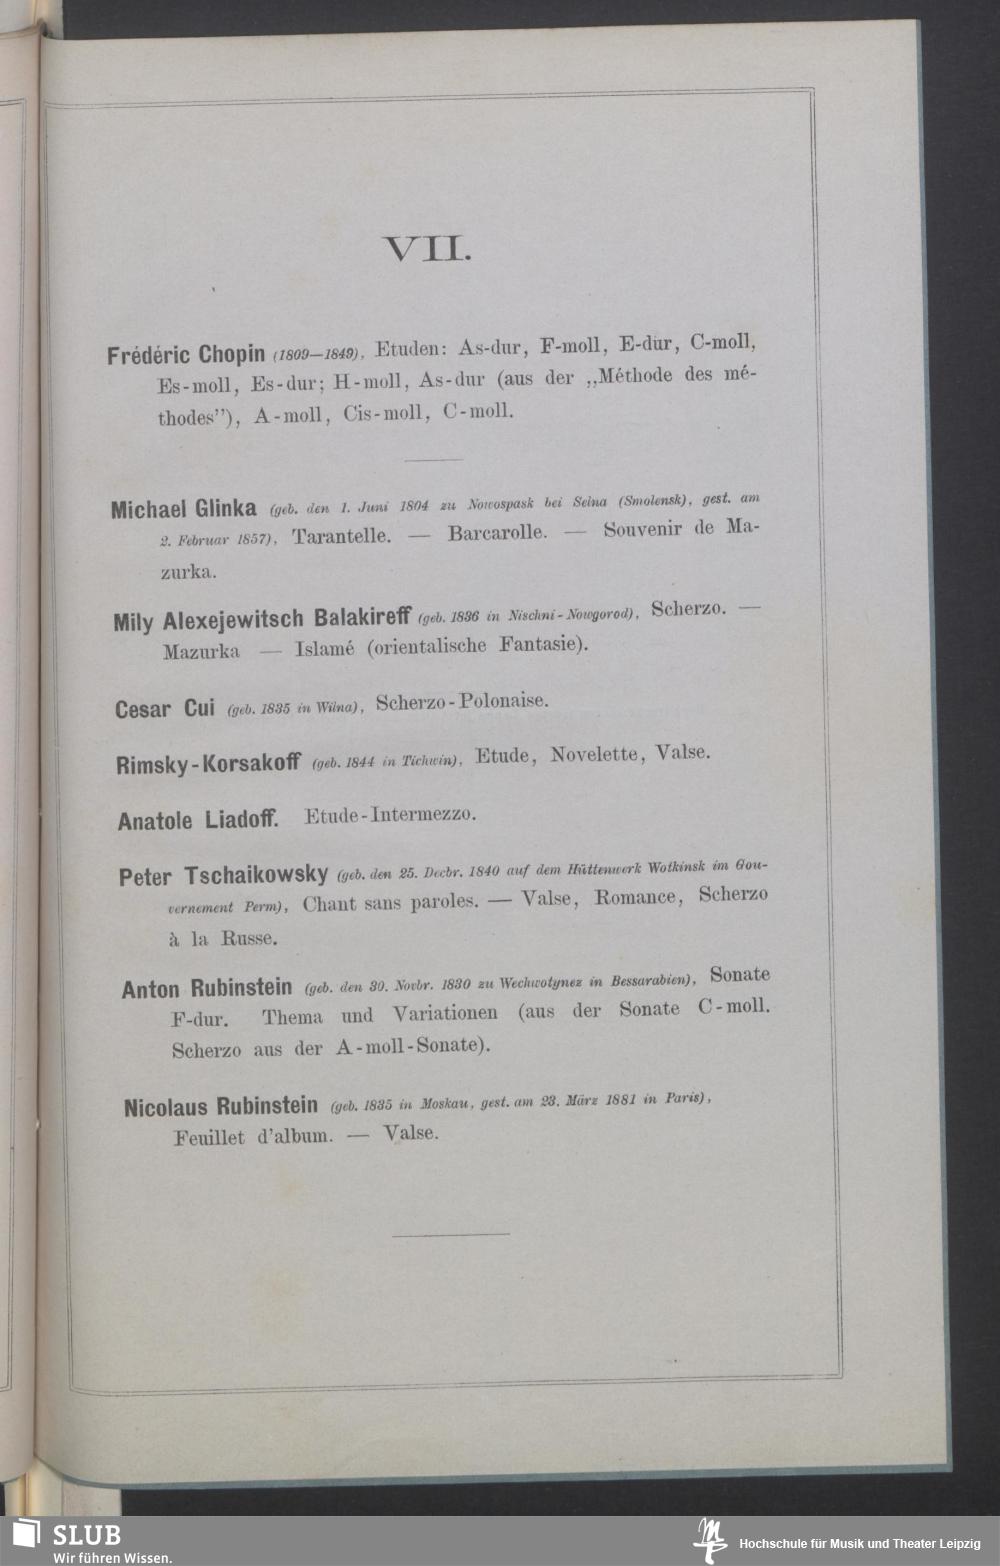 VII.
Frédéric Chopin (1809—1849), Etuden: As-dur, F-moll, E-dur, C-moll,
Es-moll, Es-dur; H-moll, As-dur (aus der „Méthode des mé-
thodes”), A-moll, Cis-moll, C-moll.
Michael Glinka (geb. den 1. Juni 1804 zu Nowospask bei Selna (Smolensk), gest. am
2. Februar 1857), Tarantelle. — Barcarolle. — Souvenir de Ma-
zurka.
Mily Alexejewitsch Balakireff (geb. 1836 in Nischni-Nowgorod), Scherzo. —
Mazurka — Islamé (orientalische Fantasie).
Cesar Cui (geb. 1835 in Wilna), Scherzo-Polonaise.
Rimsky-Korsakoff (geb. 1844 in Tichwin), Etude, Novelette, Valse.
Anatole Liadoff. Etude-Intermezzo.
Peter Tschaikowsky (geb. den 25. Decbr. 1840 auf dem Hüttenwerk Wotkinsk im Gou-
vernement Perm), Chant sans paroles. — Valse, Romance, Scherzo
à la Russe.
Anton Rubinstein (geb. den 30. Novbr. 1830 zu Wechwotynez in Bessarabien), Sonate
F-dur. Thema und Variationen (aus der Sonate C-moll.
Scherzo aus der A-moll-Sonate).
Nicolaus Rubinstein (geb. 1835 in Moskau, gest. am 23. März 1881 in Paris),
Feuillet d'album. — Valse.
SLUB
Wir führen Wissen.
Hochschule für Musik und Theater Leipzig